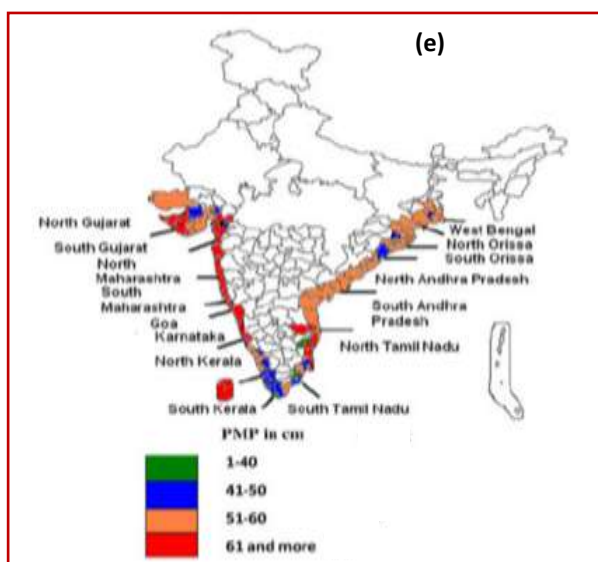 (e)
North Gujarat
South Gujarat
North
Maharashtra
South
Maharashtra
Goa
Karnataka
North Kerala
South Kerala
West Bengal
North Orissa
South Orissa
North Andhra Pradesh
South Andhra
Pradesh
North Tamil Nadu
South Tamil Nadu
PMP in cm
1-40
41-50
51-60
61 and more